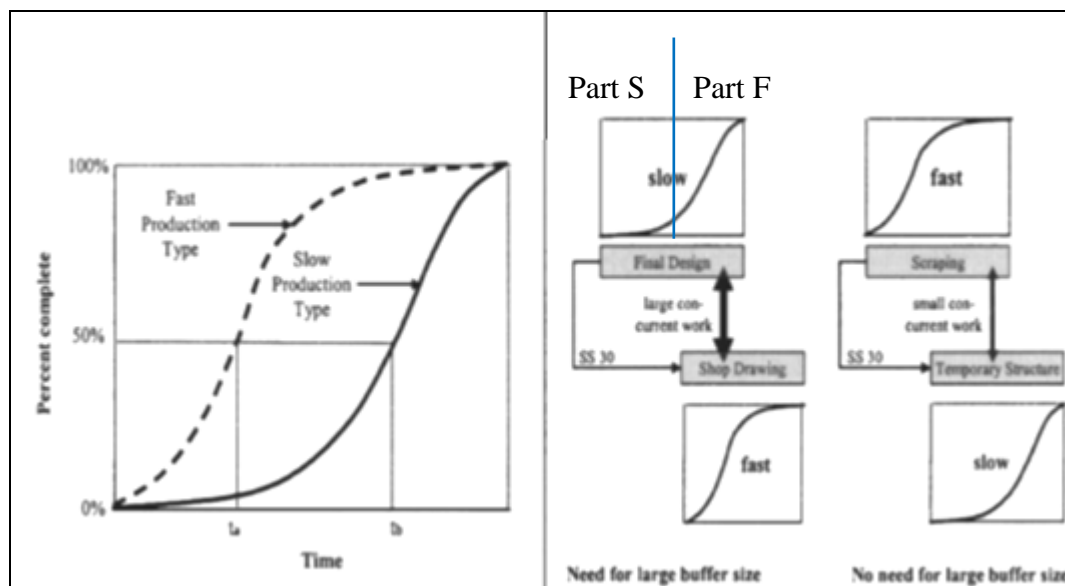 100%
Fast
Production
Type
Slow
Production
Type
50%
0%
Percent complete
ta
tb
Time
Part S
Part F
slow
fast
Final Design
Scraping
large con-
current work
small con-
current work
SS 30
SS 30
Shop Drawing
Temporary Structure
fast
slow
Need for large buffer size
No need for large buffer size